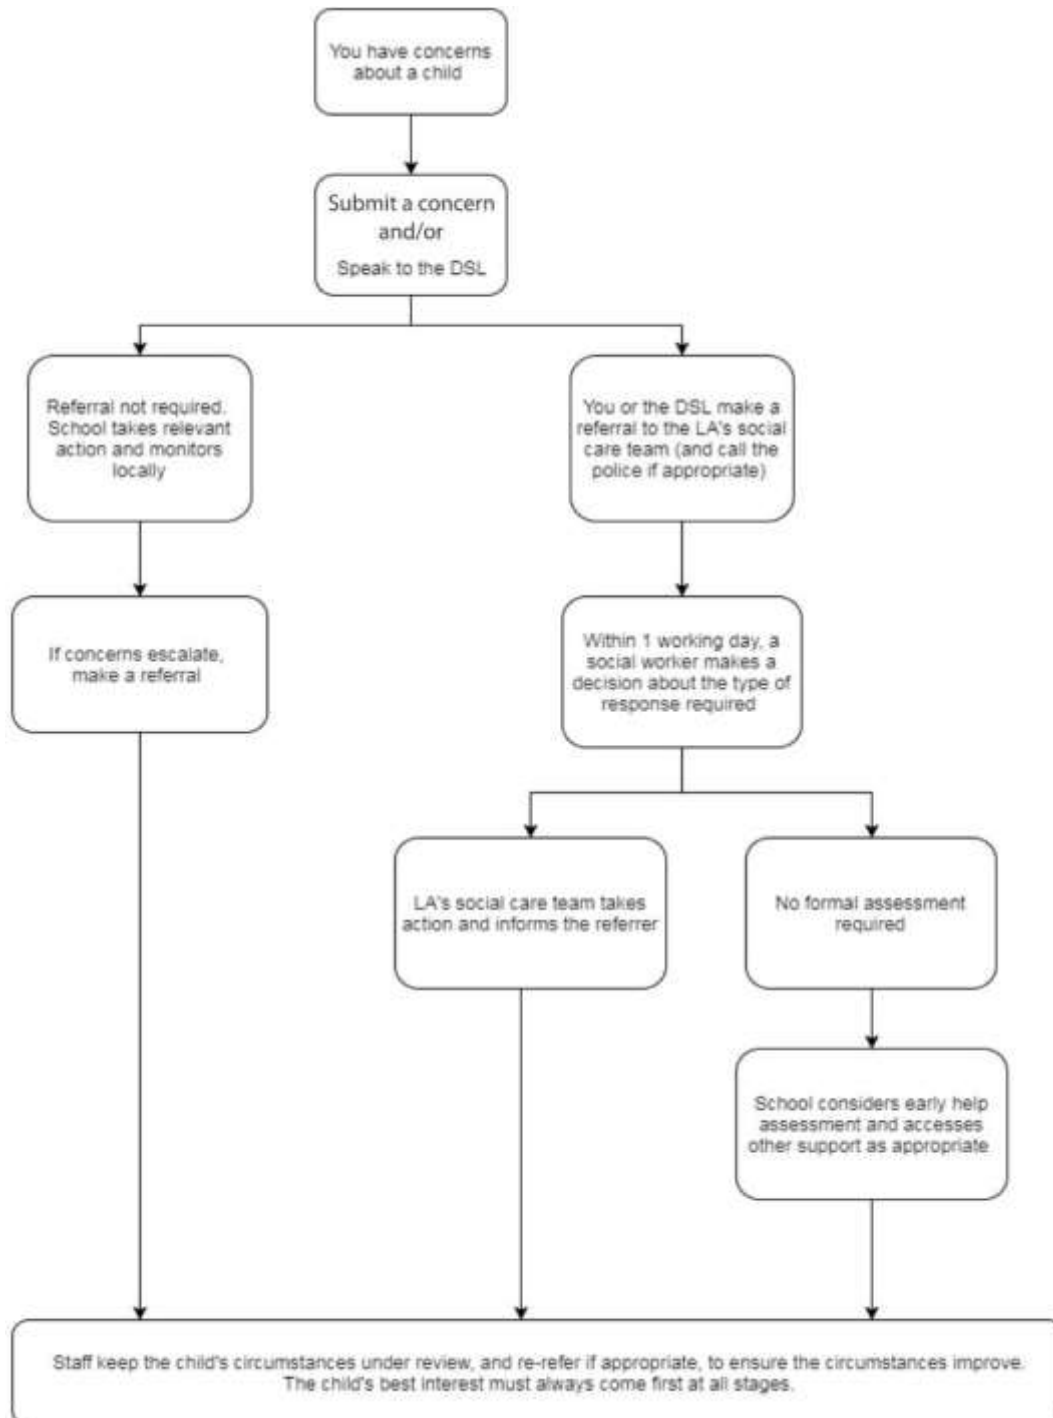 You have concerns
about a child
Submit a concern
and/or
Speak to the DSL
Referral not required.
School takes relevant
action and monitors
locally
You or the DSL make a
referral to the LA's social
care team (and call the
police if appropriate)
If concerns escalate,
make a referral
Within 1 working day, a
social worker makes a
decision about the type of
response required
LA's social care team takes
action and informs the referrer
No formal assessment
required
School considers early help
assessment and accesses
other support as appropriate
Staff keep the child's circumstances under review, and re-refer if appropriate, to ensure the circumstances improve.
The child's best interest must always come first at all stages.